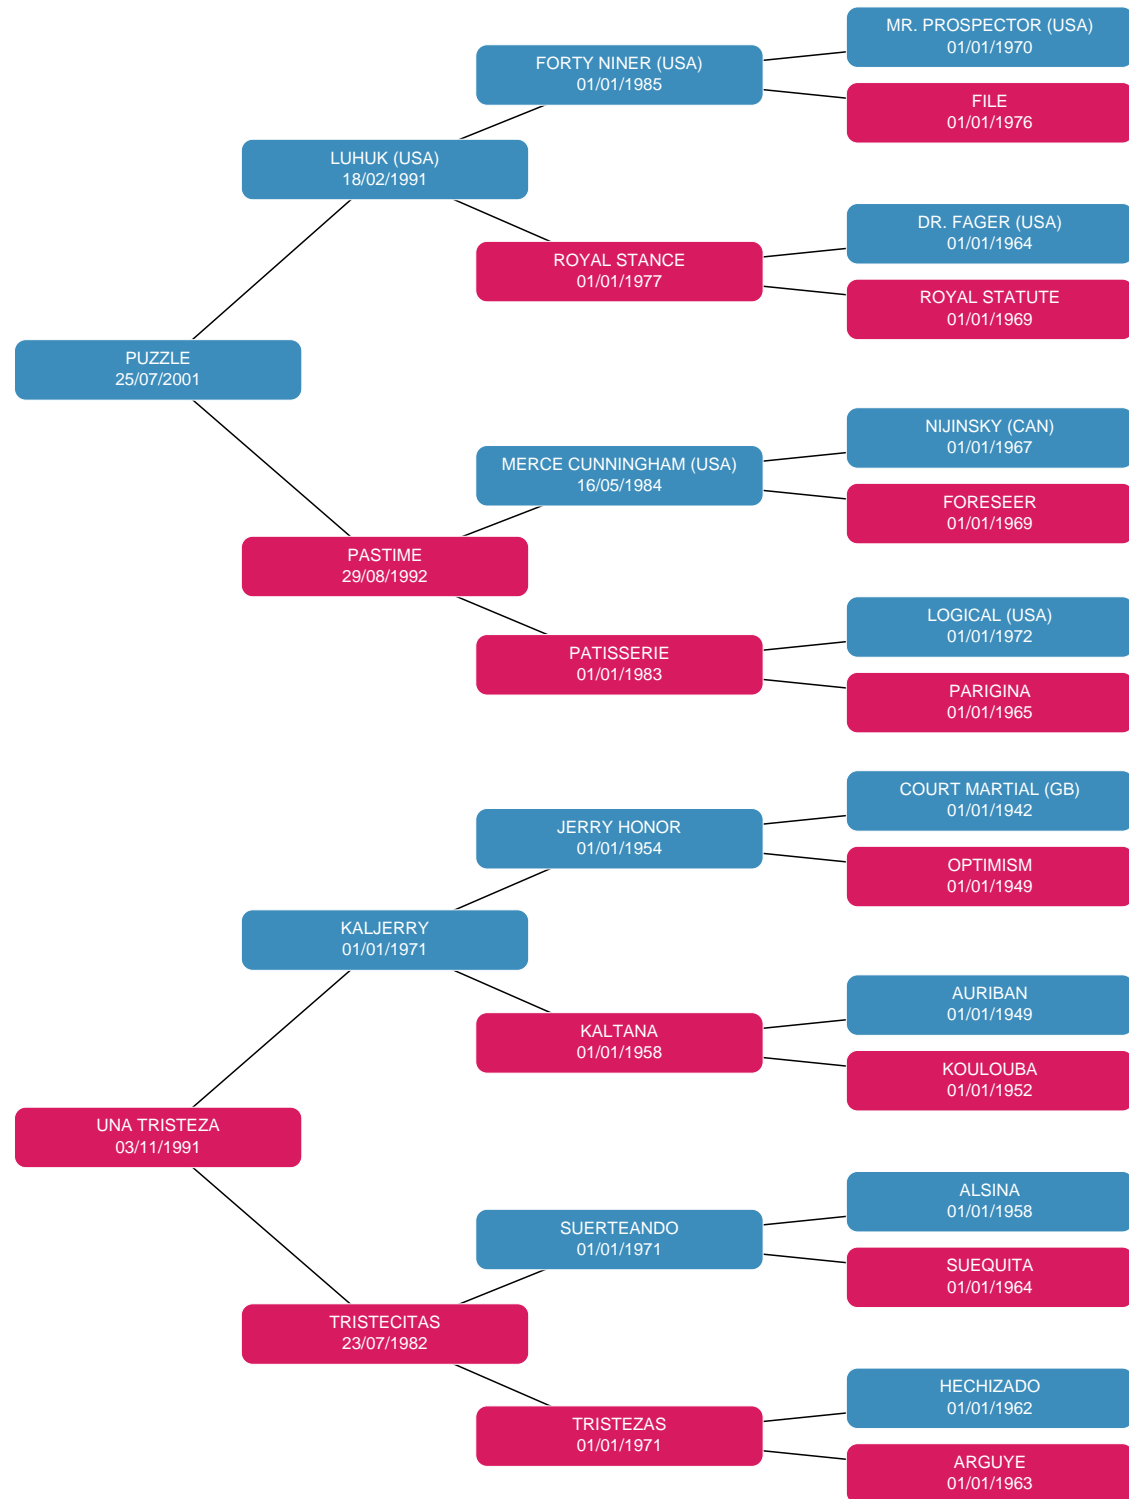 MR. PROSPECTOR (USA)
01/01/1970
FORTY NINER (USA)
01/01/1985
FILE
01/01/1976
LUHUK (USA)
18/02/1991
DR. FAGER (USA)
01/01/1964
ROYAL STANCE
01/01/1977
ROYAL STATUTE
01/01/1969
PUZZLE
25/07/2001
NIJINSKY (CAN)
01/01/1967
MERCE CUNNINGHAM (USA)
16/05/1984
FORESEER
01/01/1969
PASTIME
29/08/1992
LOGICAL (USA)
01/01/1972
PATISSERIE
01/01/1983
PARIGINA
01/01/1965
COURT MARTIAL (GB)
01/01/1942
JERRY HONOR
01/01/1954
OPTIMISM
01/01/1949
KALJERRY
01/01/1971
AURIBAN
01/01/1949
KALTANA
01/01/1958
KOULOUBA
01/01/1952
UNA TRISTEZA
03/11/1991
ALSINA
01/01/1958
SUERTEANDO
01/01/1971
SUEQUITA
01/01/1964
TRISTECITAS
23/07/1982
HECHIZADO
01/01/1962
TRISTEZAS
01/01/1971
ARGUYE
01/01/1963